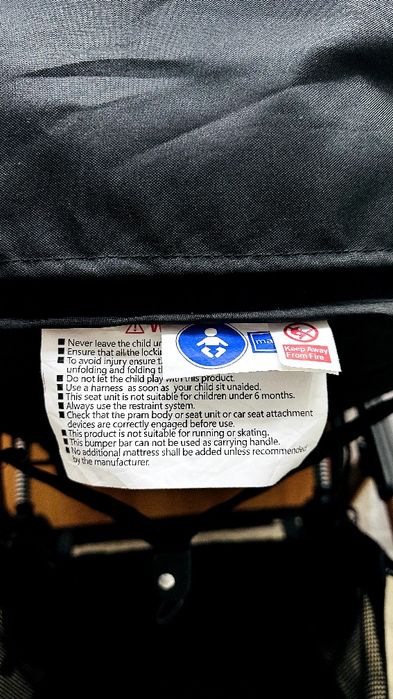 Never leave the child
Ensure that all the
To avoid injury ensure
unfolding and folding
Do not let the child play with this product.
Use a harness as soon as your child sit unaided.
This seat unit is not suitable for children under 6 months.
Always use the restraint system.
Check that the pram body or seat unit or car seat attachment
devices are correctly engaged before use.
This product is not suitable for running or skating.
This bumper bar can not be used as carrying handle.
No additional mattress shall be added unless recommended
by the manufacturer.
Keep Away
From Fire